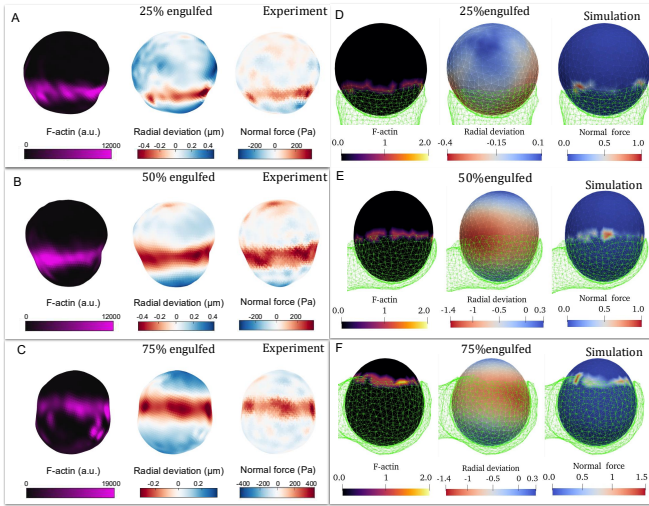 A 25% engulfed Experiment
F-actin (a.u.) Radial deviation (μm) Normal force (Pa)
0 12000 -0.4 -0.2 0 0.2 0.4 -200 0 200
B 50% engulfed Experiment
F-actin (a.u.) Radial deviation (μm) Normal force (Pa)
0 12000 -0.4 -0.2 0 0.2 0.4 -200 0 200
C 75% engulfed Experiment
F-actin (a.u.) Radial deviation (μm) Normal force (Pa)
0 19000 -0.2 0 0.2 -400 -200 0 200 400
D 25%engulfed Simulation
F-actin Radial deviation Normal force
0.0 1 2.0 -0.4 -0.15 0.1 0.0 0.5 1.0
E 50%engulfed Simulation
F-actin Radial deviation Normal force
0.0 1 2.0 -1.4 -1 -0.5 0 0.3 0.0 0.5 1.0
F 75%engulfed Simulation
F-actin Radial deviation Normal force
0.0 1 2.0 -1.4 -1 -0.5 0 0.3 0.0 0.5 1 1.5